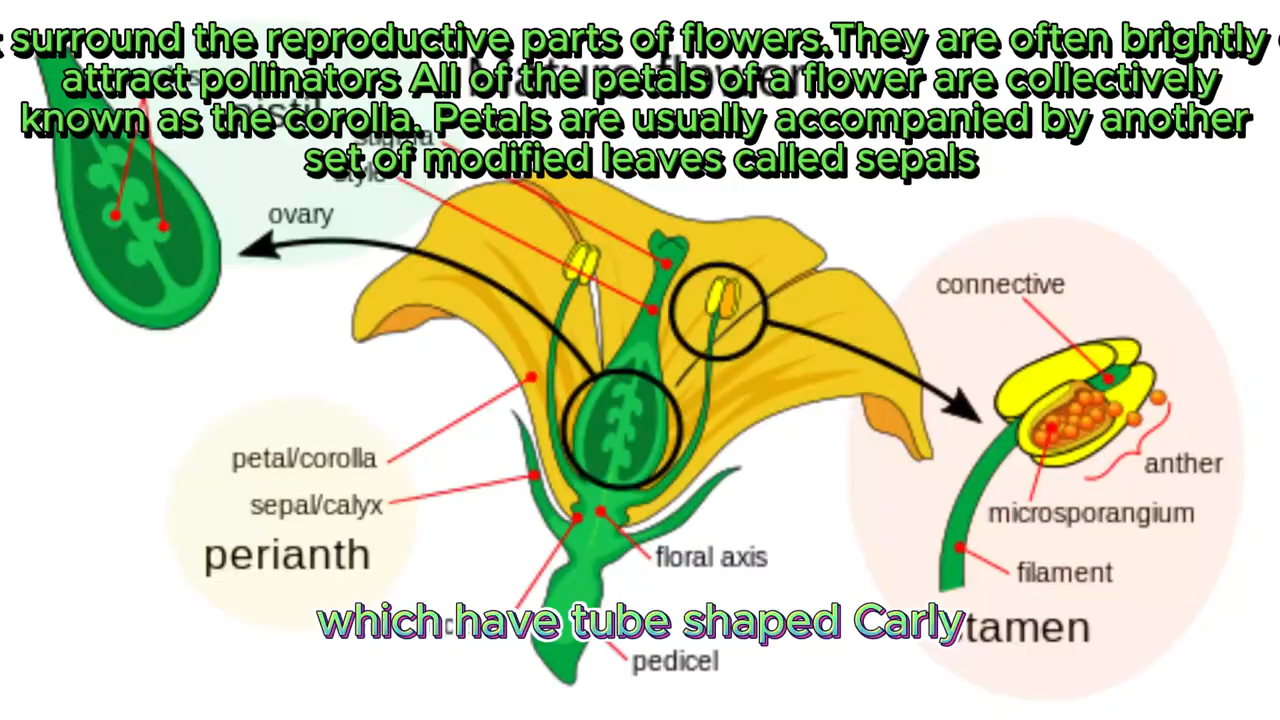 surround the reproductive parts of flowers.They are often brightly
attract pollinators All of the petals of a flower are collectively
known as the corolla. Petals are usually accompanied by another
set of modified leaves called sepals
stigma
style
ovary
connective
petal/corolla
anther
sepal/calyx
microsporangium
perianth
floral axis
filament
which have tube shaped Carly
tamen
pedicel